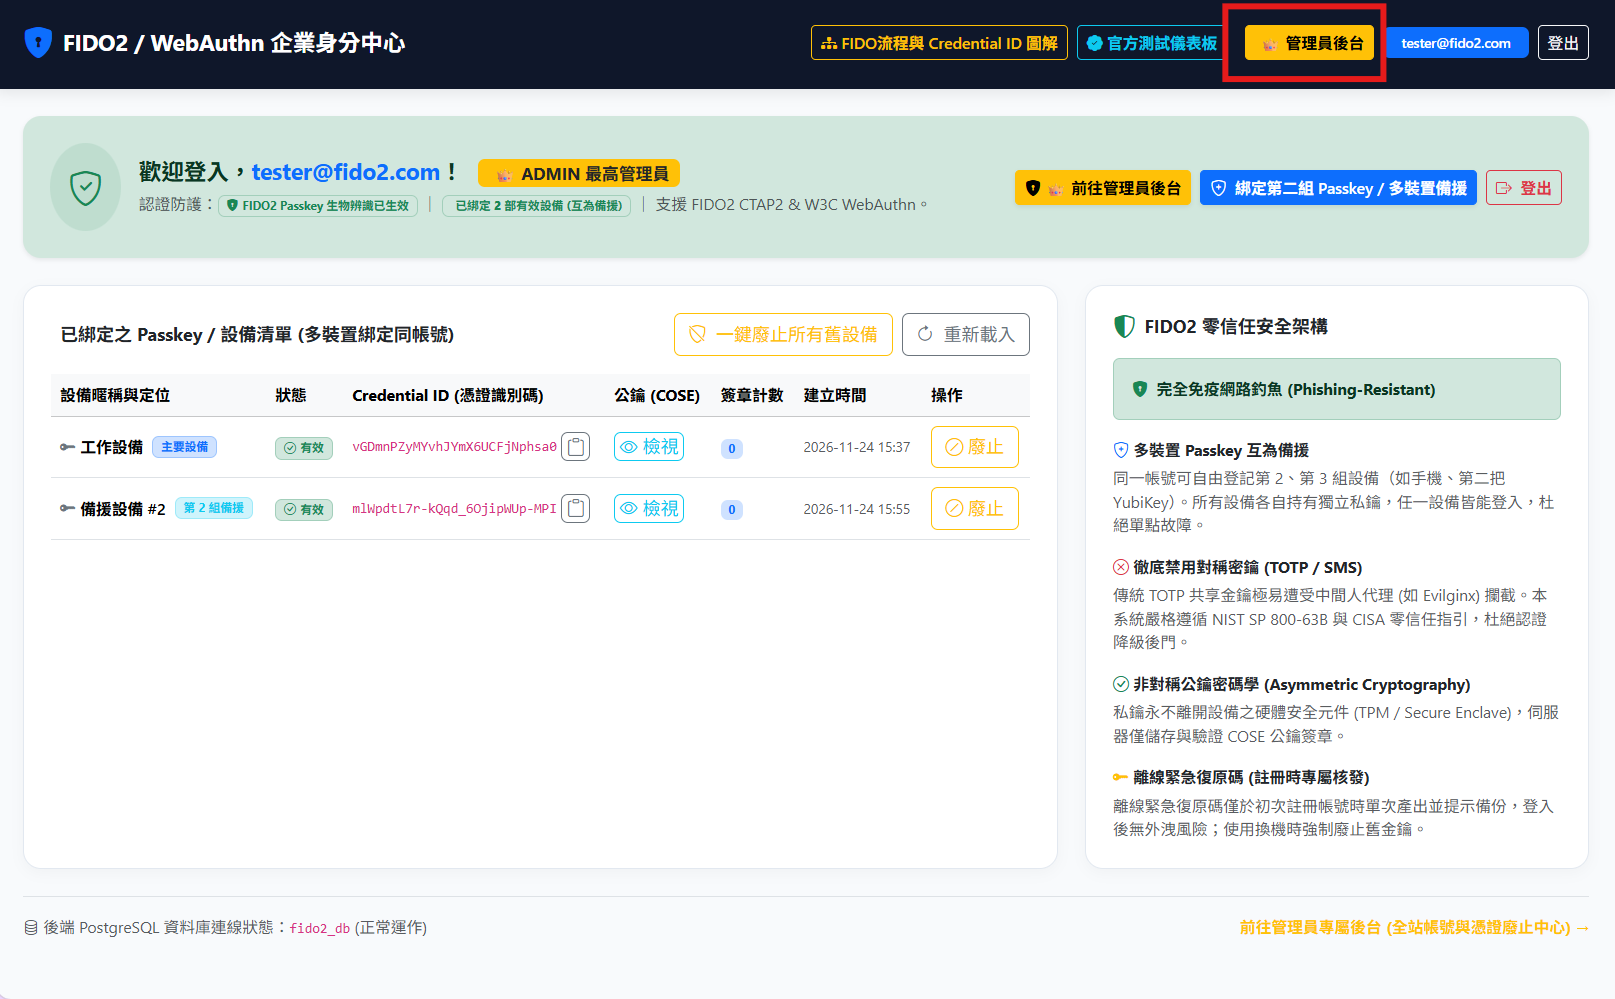 FIDO2 / WebAuthn 企業身分中心
FIDO流程與 Credential ID 圖解
官方測試儀表板
管理員後台
tester@fido2.com
登出
歡迎登入，tester@fido2.com！
ADMIN 最高管理員
認證防護：
FIDO2 Passkey 生物辨識已生效
已綁定 2 部有效設備 (互為備援)
支援 FIDO2 CTAP2 & W3C WebAuthn。
前往管理員後台
綁定第二組 Passkey / 多裝置備援
登出
已綁定之 Passkey / 設備清單 (多裝置綁定同帳號)
一鍵廢止所有舊設備
重新載入
設備暱稱與定位 狀態 Credential ID (憑證識別碼) 公鑰 (COSE) 簽章計數 建立時間 操作
工作設備 主要設備 有效 vGDmnPZyMYvhJYmX6UCFjNphsa0 檢視 0 2026-11-24 15:37 廢止
備援設備 #2 第 2 組備援 有效 mlWpdtL7r-kQqd_6OjipWUp-MPI 檢視 0 2026-11-24 15:55 廢止
FIDO2 零信任安全架構
完全免疫網路釣魚 (Phishing-Resistant)
多裝置 Passkey 互為備援
同一帳號可自由登記第 2、第 3 組設備（如手機、第二把
YubiKey）。所有設備各自持有獨立私鑰，任一設備皆能登入，杜
絕單點故障。
徹底禁用對稱密鑰 (TOTP / SMS)
傳統 TOTP 共享金鑰極易遭受中間人代理 (如 Evilginx) 攔截。本
系統嚴格遵循 NIST SP 800-63B 與 CISA 零信任指引，杜絕認證
降級後門。
非對稱公鑰密碼學 (Asymmetric Cryptography)
私鑰永不離開設備之硬體安全元件 (TPM / Secure Enclave)，伺服
器僅儲存與驗證 COSE 公鑰簽章。
離線緊急復原碼 (註冊時專屬核發)
離線緊急復原碼僅於初次註冊帳號時單次產出並提示備份，登入
後無外洩風險；使用換機時強制廢止舊金鑰。
後端 PostgreSQL 資料庫連線狀態：fido2_db (正常運作)
前往管理員專屬後台 (全站帳號與憑證廢止中心) →